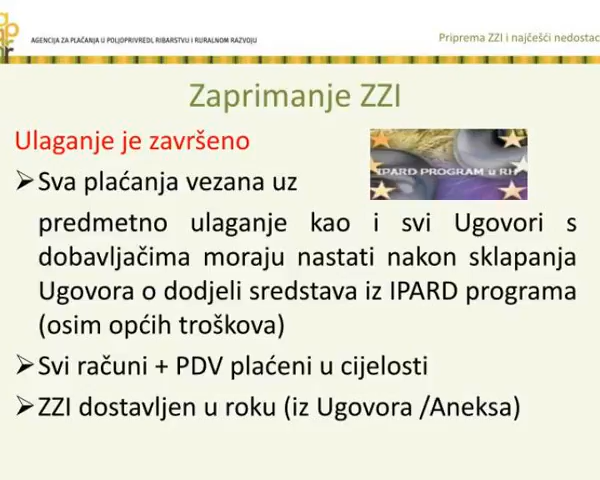 AGENCIJA ZA PLAĆANJA U POLJOPRIVREDI, RIBARSTVU I RURALNOM RAZVOJU
Priprema ZZI i najčešći nedostac
Zaprimanje ZZI
Ulaganje je završeno
IPARD PROGRAM u RH
➢Sva plaćanja vezana uz
predmetno ulaganje kao i svi Ugovori s
dobavljačima moraju nastati nakon sklapanja
Ugovora o dodjeli sredstava iz IPARD programa
(osim općih troškova)
➢Svi računi + PDV plaćeni u cijelosti
➢ZZI dostavljen u roku (iz Ugovora /Aneksa)